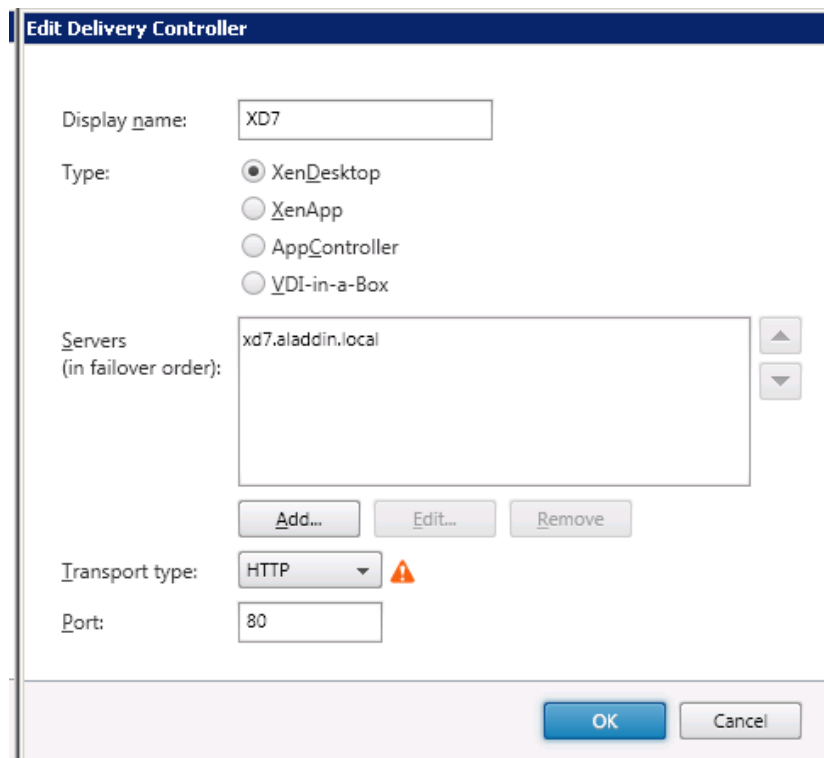 Edit Delivery Controller
Display name:
XD7
Type:
XenDesktop
XenApp
AppController
VDI-in-a-Box
Servers
(in failover order):
xd7.aladdin.local
Add...
Edit...
Remove
Transport type:
HTTP
Port:
80
OK
Cancel